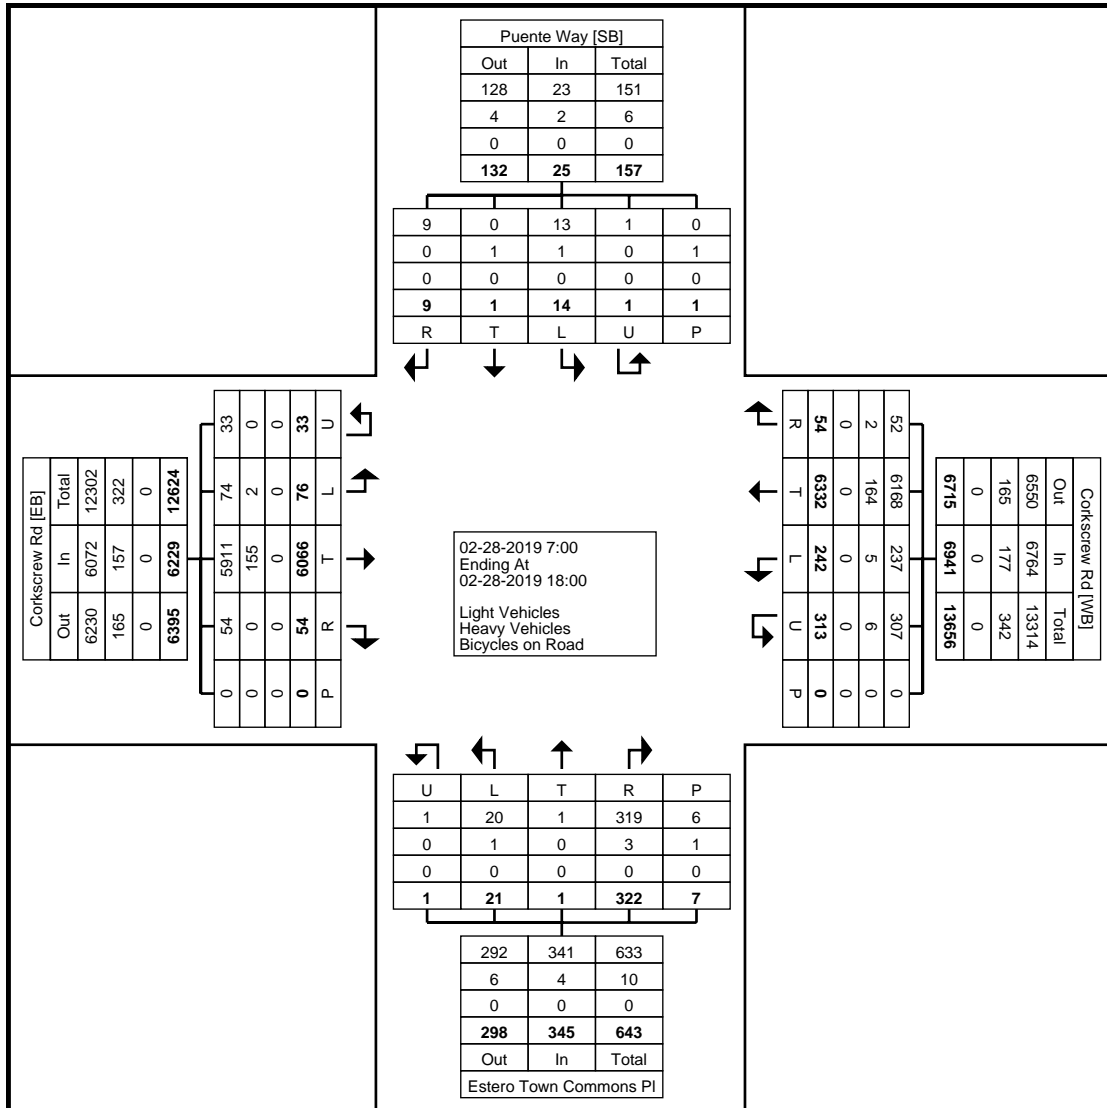 Puente Way [SB]
Out In Total
128 23 151
4 2 6
0 0 0
132 25 157
9 0 13 1 0
0 1 1 0 1
0 0 0 0 0
9 1 14 1 1
R T L U P
Corkscrew Rd [EB]
Total In Out
12302 6072 6230
322 157 165
0 0 0
12624 6229 6395
33 74 5911 54 0
0 2 155 0 0
0 0 0 0 0
33 76 6066 54 0
U L T R P
02-28-2019 7:00
Ending At
02-28-2019 18:00
Light Vehicles
Heavy Vehicles
Bicycles on Road
Corkscrew Rd [WB]
Out In Total
6550 6764 13314
165 177 342
0 0 0
6715 6941 13656
52 6168 237 307 0
2 164 5 6 0
0 0 0 0 0
54 6332 242 313 0
R T L U P
U L T R P
1 20 1 319 6
0 1 0 3 1
0 0 0 0 0
1 21 1 322 7
292 341 633
6 4 10
0 0 0
298 345 643
Out In Total
Estero Town Commons Pl